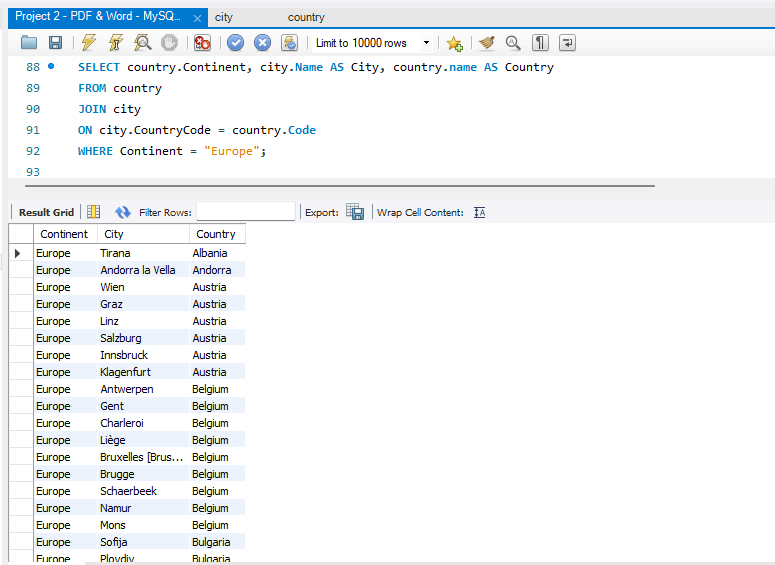 Project 2 - PDF & Word - MySQ... city country
Limit to 10000 rows
88 SELECT country.Continent, city.Name AS City, country.name AS Country
89 FROM country
90 JOIN city
91 ON city.CountryCode = country.Code
92 WHERE Continent = "Europe";
93
Result Grid Filter Rows: Export: Wrap Cell Content:
Continent City Country
Europe Tirana Albania
Europe Andorra la Vella Andorra
Europe Wien Austria
Europe Graz Austria
Europe Linz Austria
Europe Salzburg Austria
Europe Innsbruck Austria
Europe Klagenfurt Austria
Europe Antwerpen Belgium
Europe Gent Belgium
Europe Charleroi Belgium
Europe Liège Belgium
Europe Bruxelles [Brus... Belgium
Europe Brugge Belgium
Europe Schaerbeek Belgium
Europe Namur Belgium
Europe Mons Belgium
Europe Sofija Bulgaria
Europe Plovdiv Bulgaria